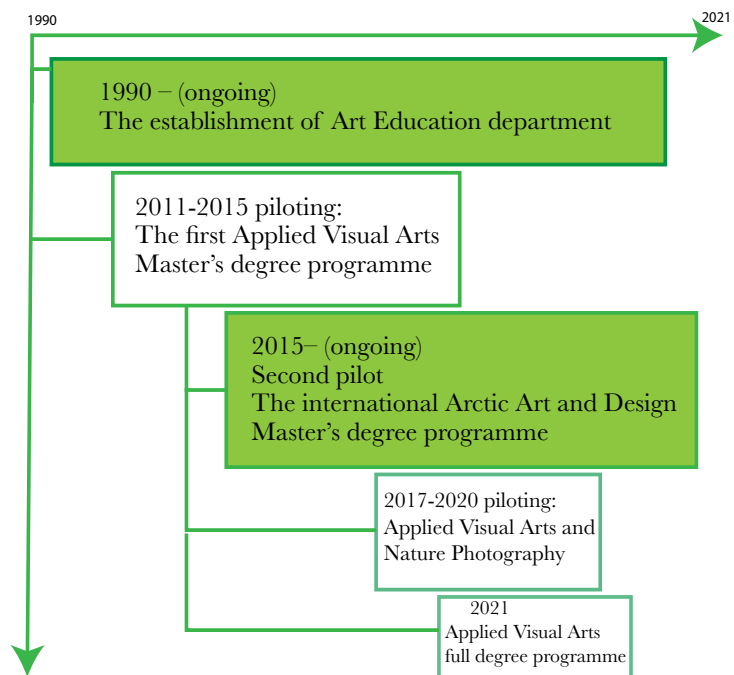 1990
2021
1990 – (ongoing)
The establishment of Art Education department
2011-2015 piloting:
The first Applied Visual Arts
Master’s degree programme
2015– (ongoing)
Second pilot
The international Arctic Art and Design
Master’s degree programme
2017-2020 piloting:
Applied Visual Arts and
Nature Photography
2021
Applied Visual Arts
full degree programme